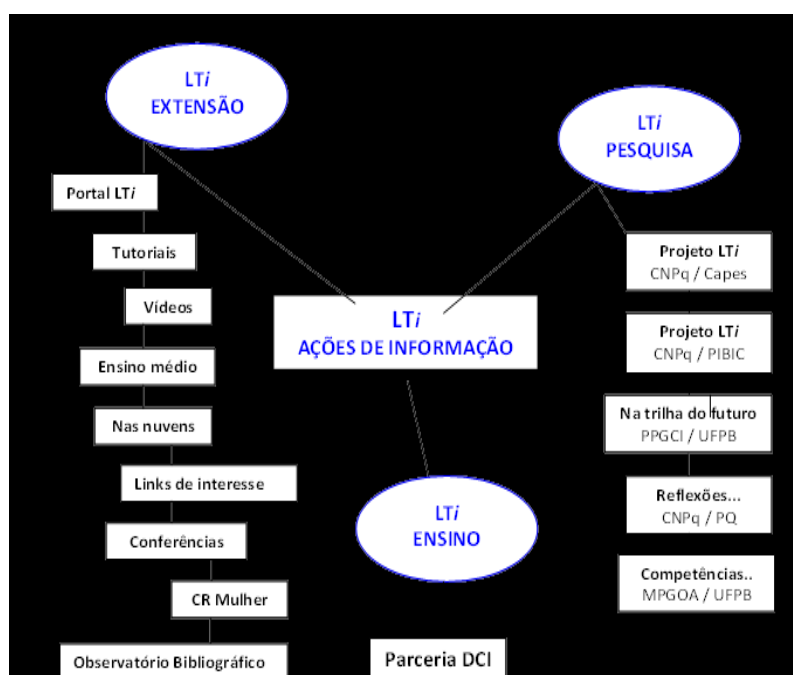 LTi
EXTENSÃO
Portal LTi
Tutoriais
Vídeos
Ensino médio
Nas nuvens
Links de interesse
Conferências
CR Mulher
Observatório Bibliográfico
LTi
AÇÕES DE INFORMAÇÃO
LTi
ENSINO
Parceria DCI
LTi
PESQUISA
Projeto LTi
CNPq / Capes
Projeto LTi
CNPq / PIBIC
Na trilha do futuro
PPGCI / UFPB
Reflexões...
CNPq / PQ
Competências..
MPGOA / UFPB